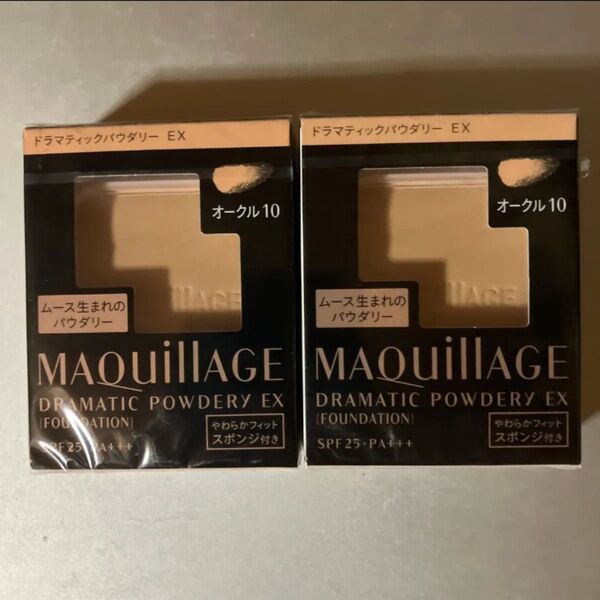 ドラマティックパウダリー EX
オークル10
uillAGE
ムース生まれの
パウダリー
MAQuillAGE
DRAMATIC POWDERY EX
[FOUNDATION]
SPF25・PA+++
やわらかフィット
スポンジ付き
ドラマティックパウダリー EX
オークル10
illAGE
ムース生まれの
パウダリー
MAQuillAGE
DRAMATIC POWDERY EX
[FOUNDATION]
SPF25・PA+++
やわらかフィット
スポンジ付き